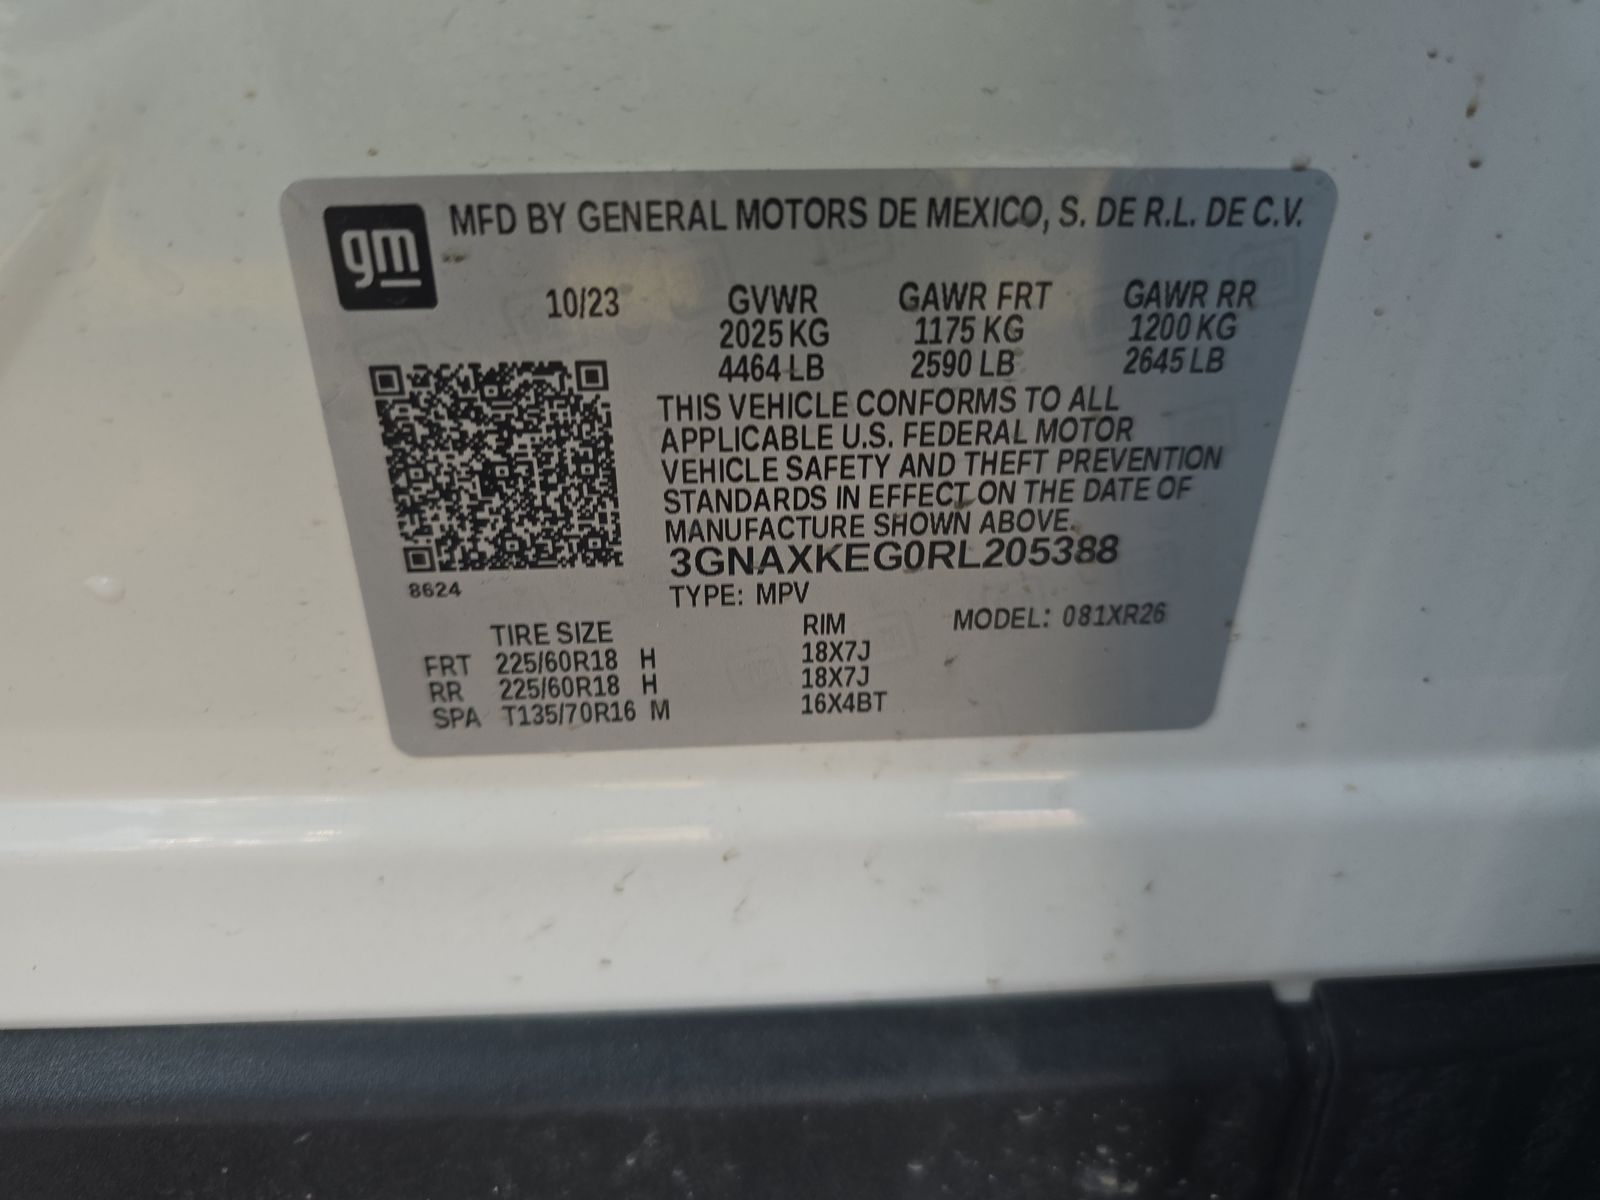 gm
MFD BY GENERAL MOTORS DE MEXICO, S. DE R.L. DE C.V.
10/23 GVWR GAWR FRT GAWR RR
2025 KG 1175 KG 1200 KG
4464 LB 2590 LB 2645 LB
THIS VEHICLE CONFORMS TO ALL
APPLICABLE U.S. FEDERAL MOTOR
VEHICLE SAFETY AND THEFT PREVENTION
STANDARDS IN EFFECT ON THE DATE OF
MANUFACTURE SHOWN ABOVE.
3GNAXKEG0RL205388
8624
TYPE: MPV
MODEL: 081XR26
TIRE SIZE RIM
FRT 225/60R18 H 18X7J
RR 225/60R18 H 18X7J
SPA T135/70R16 M 16X4BT